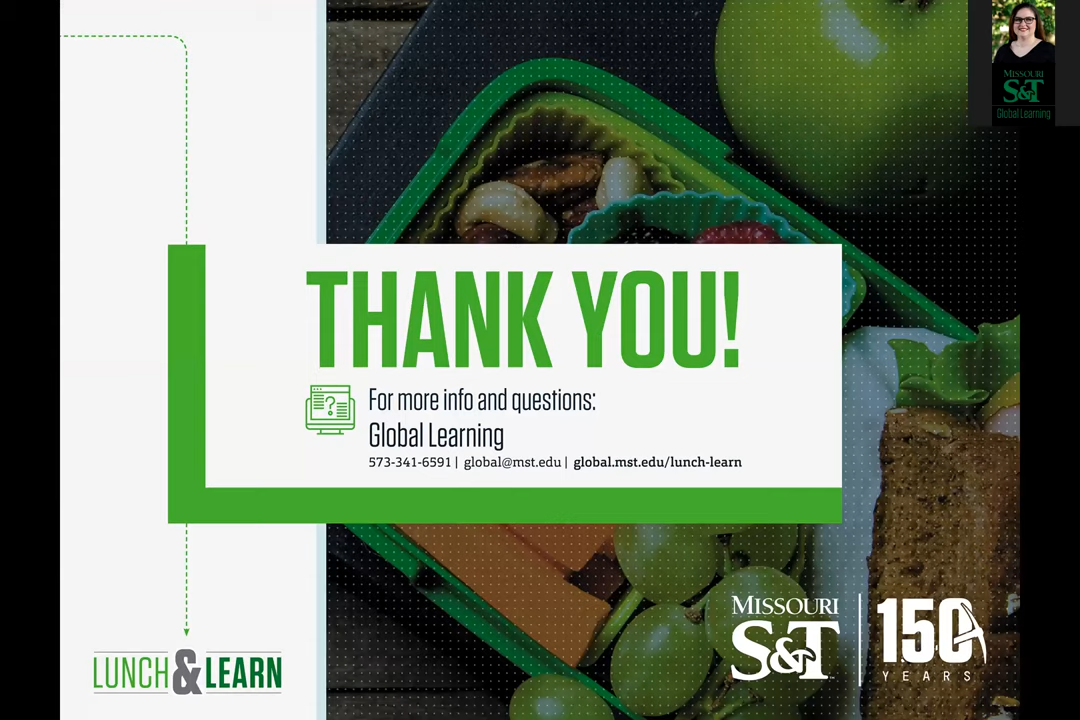 MISSOURI
S&T
Global Learning
THANK YOU!
?
For more info and questions:
Global Learning
573-341-6591 | global@mst.edu | global.mst.edu/lunch-learn
MISSOURI
S&T
150
YEARS
LUNCH & LEARN